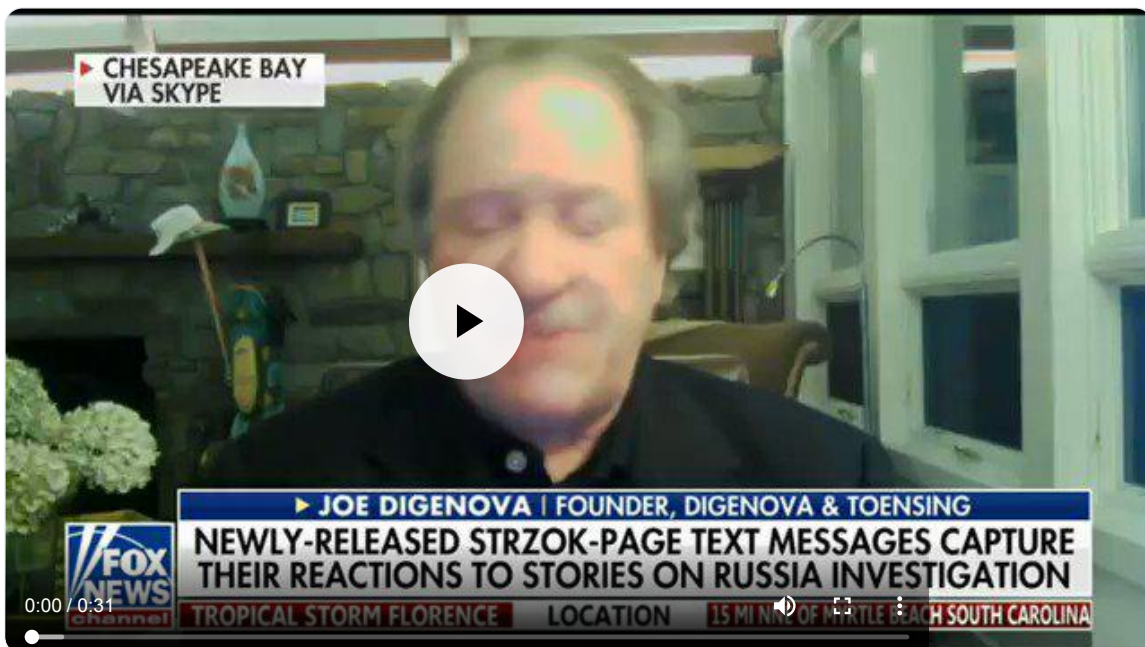 CHESAPEAKE BAY
VIA SKYPE
JOE DIGENOVA | FOUNDER, DIGENOVA & TOENSING
NEWLY-RELEASED STRZOK-PAGE TEXT MESSAGES CAPTURE
THEIR REACTIONS TO STORIES ON RUSSIA INVESTIGATION
FOX
NEWS
channel
0:00 / 0:31
TROPICAL STORM FLORENCE LOCATION 15 MI NNE OF MYRTLE BEACH SOUTH CAROLINA